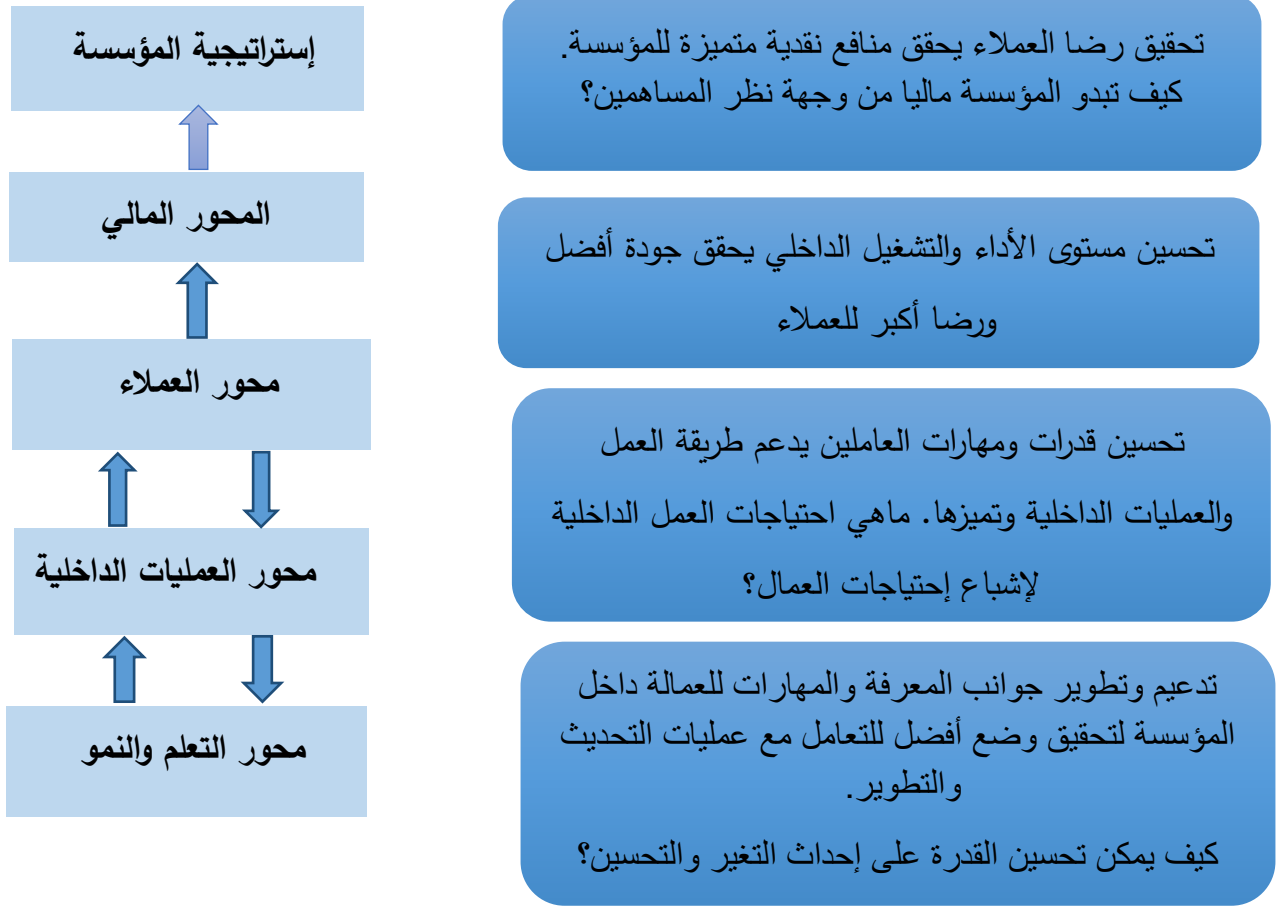 إستراتيجية المؤسسة
المحور المالي
محور العملاء
محور العمليات الداخلية
محور التعلم والنمو
تحقيق رضا العملاء يحقق منافع نقدية متميزة للمؤسسة.
كيف تبدو المؤسسة ماليا من وجهة نظر المساهمين؟
تحسين مستوى الأداء والتشغيل الداخلي يحقق جودة أفضل
ورضا أكبر للعملاء
تحسين قدرات ومهارات العاملين يدعم طريقة العمل
والعمليات الداخلية وتميزها. ماهي احتياجات العمل الداخلية
لإشباع إحتياجات العمال؟
تدعيم وتطوير جوانب المعرفة والمهارات للعمالة داخل
المؤسسة لتحقيق وضع أفضل للتعامل مع عمليات التحديث
والتطوير.
كيف يمكن تحسين القدرة على إحداث التغير والتحسين؟